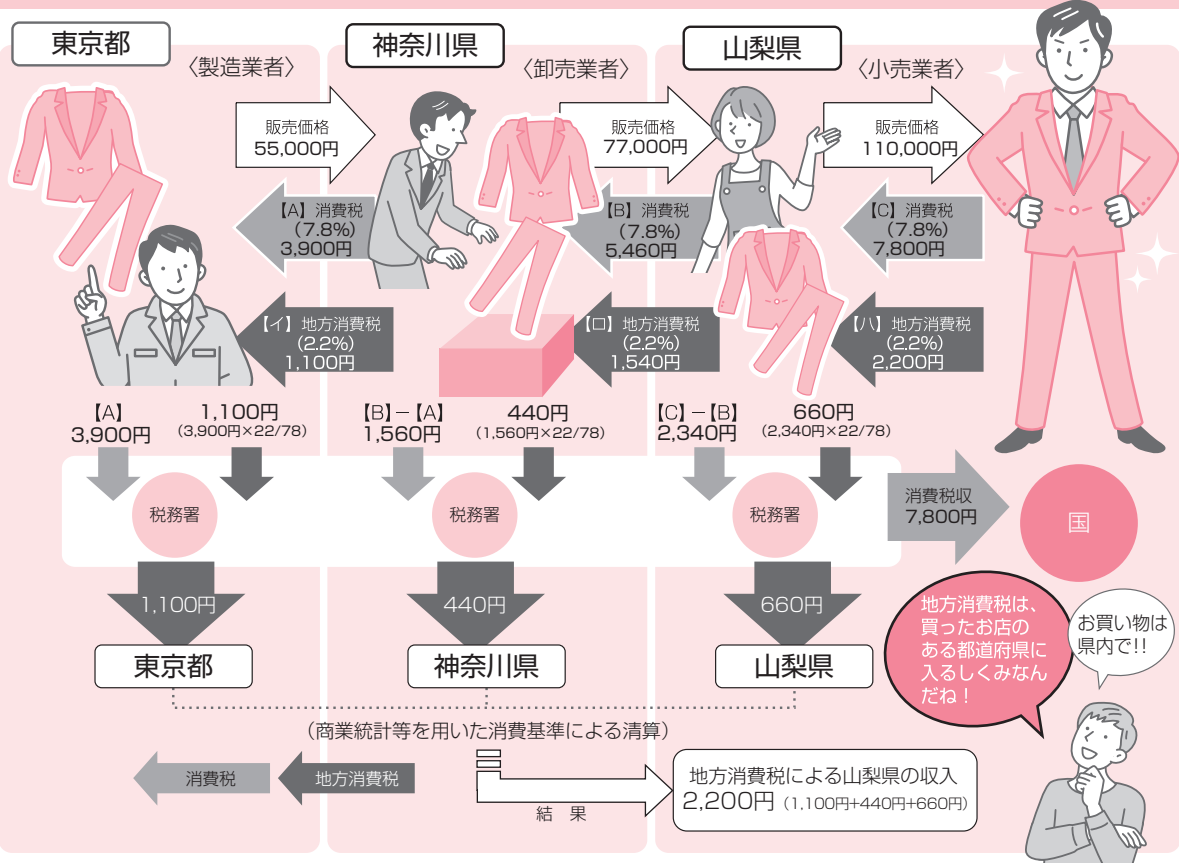 東京都
〈製造業者〉
神奈川県
〈卸売業者〉
山梨県
〈小売業者〉
販売価格
55,000円
販売価格
77,000円
販売価格
110,000円
【A】消費税
(7.8%)
3,900円
【B】消費税
(7.8%)
5,460円
【C】消費税
(7.8%)
7,800円
【イ】地方消費税
(2.2%)
1,100円
【ロ】地方消費税
(2.2%)
1,540円
【ハ】地方消費税
(2.2%)
2,200円
【A】
3,900円
1,100円
(3,900円×22/78)
【B】－【A】
1,560円
440円
(1,560円×22/78)
【C】－【B】
2,340円
660円
(2,340円×22/78)
税務署
税務署
税務署
消費税収
7,800円
国
1,100円
440円
660円
東京都
神奈川県
山梨県
地方消費税は、
買ったお店の
ある都道府県に
入るしくみなん
だね！
お買い物は
県内で!!
(商業統計等を用いた消費基準による清算)
消費税
地方消費税
結　果
地方消費税による山梨県の収入
2,200円 (1,100円+440円+660円)